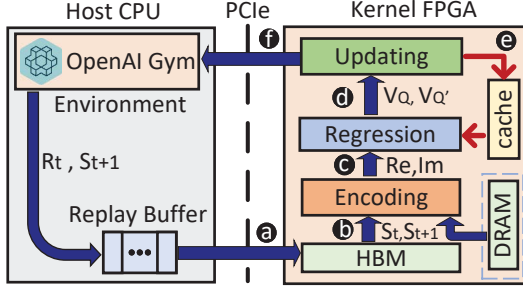 Host CPU
PCIe
Kernel FPGA
OpenAI Gym
Environment
Rt , St+1
Replay Buffer
a
f
Updating
e
d
VQ, VQ'
cache
Regression
c
Re,Im
Encoding
b
St,St+1
DRAM
HBM